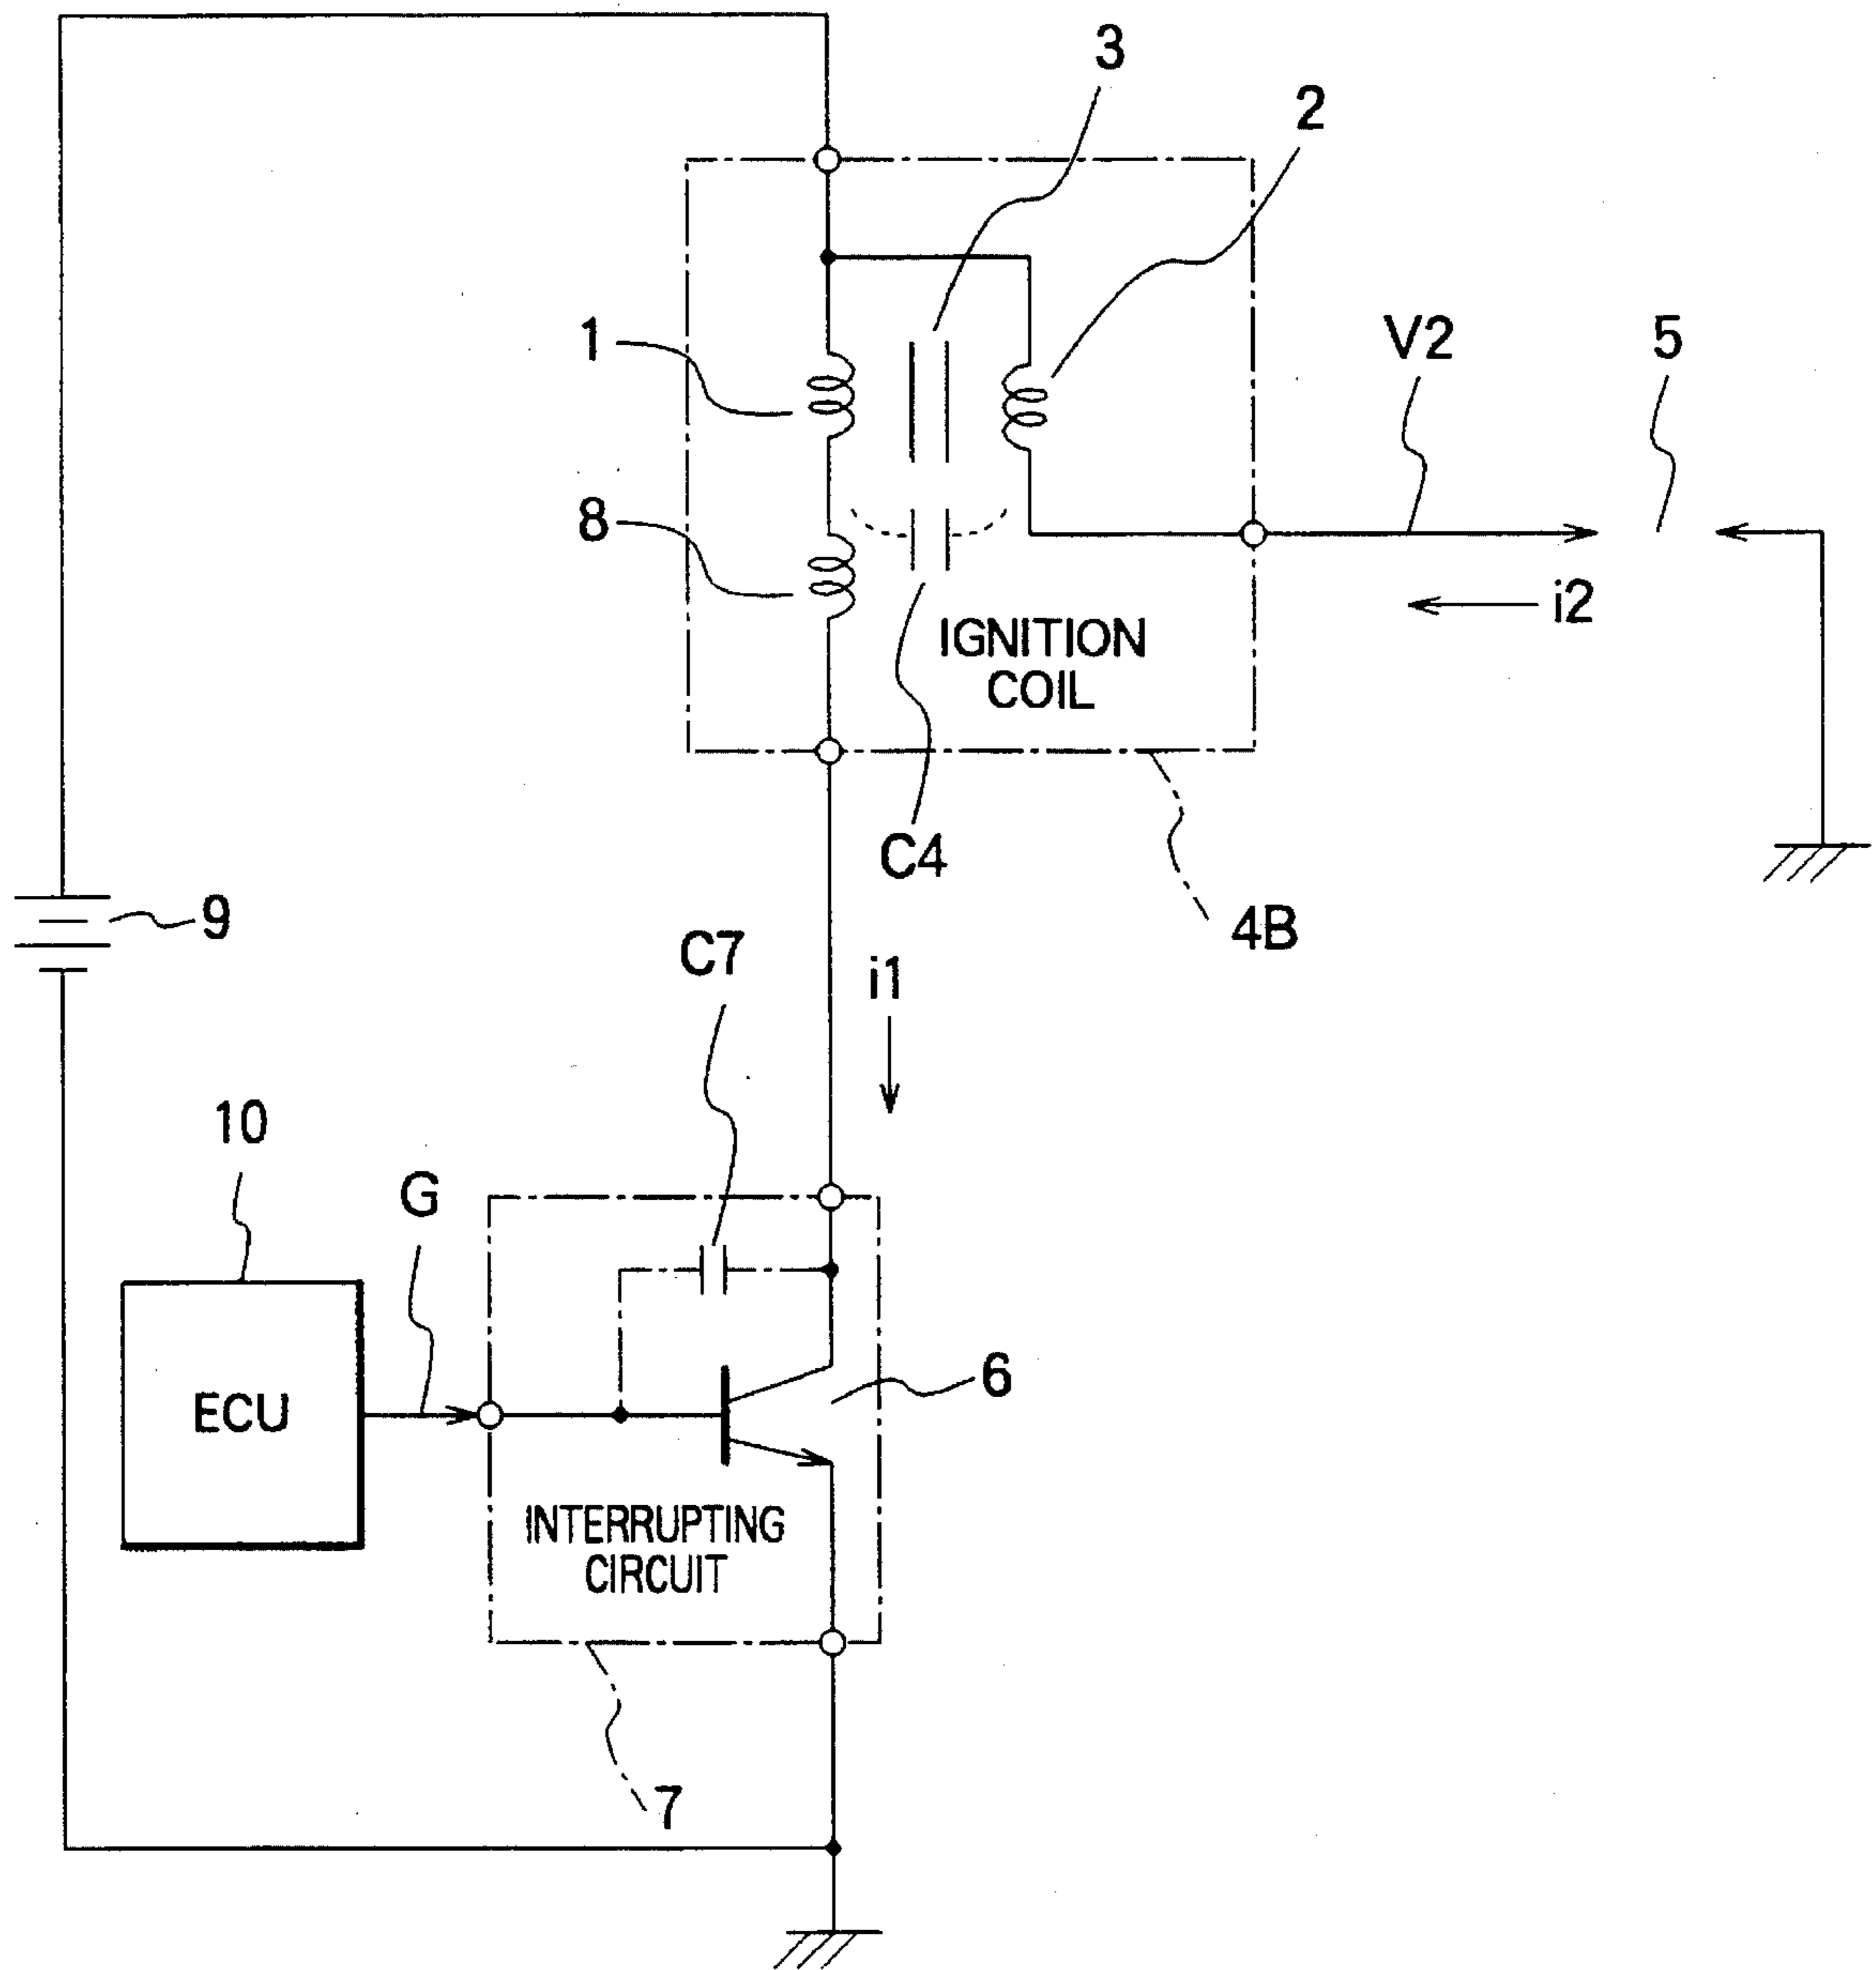 3
2
1
V2
5
8
i2
IGNITION
COIL
C4
9
4B
C7
i1
10
G
6
ECU
INTERRUPTING
CIRCUIT
7